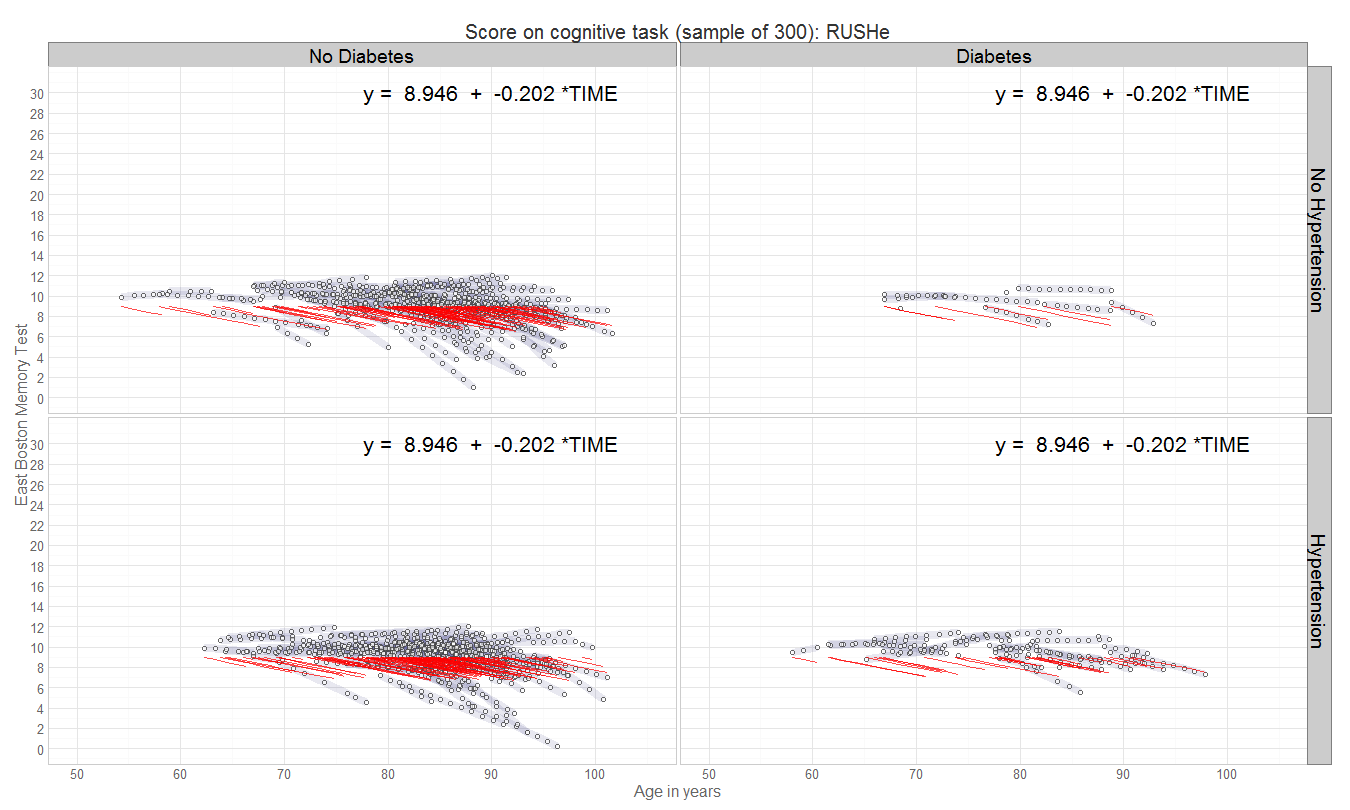 Score on cognitive task (sample of 300): RUSHe
No Diabetes
Diabetes
y = 8.946 + -0.202 *TIME
y = 8.946 + -0.202 *TIME
30
28
26
24
22
20
18
16
14
12
10
8
6
4
2
0
No Hypertension
East Boston Memory Test
y = 8.946 + -0.202 *TIME
y = 8.946 + -0.202 *TIME
30
28
26
24
22
20
18
16
14
12
10
8
6
4
2
0
Hypertension
50 60 70 80 90 100
50 60 70 80 90 100
Age in years